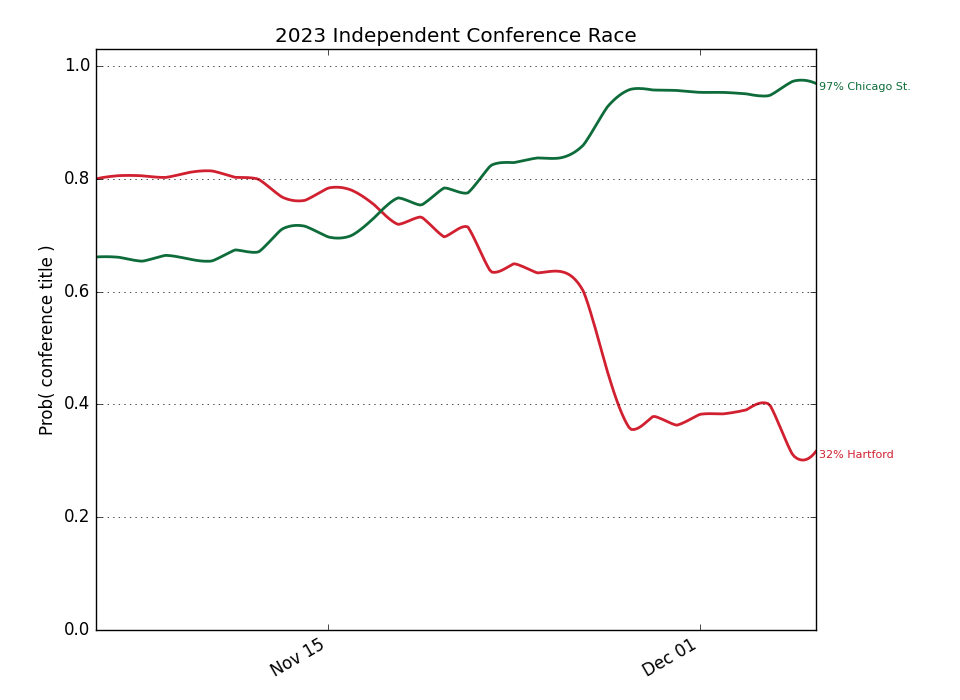 2023 Independent Conference Race
1.0
0.8
0.6
0.4
0.2
0.0
Prob( conference title )
Nov 15
Dec 01
97% Chicago St.
32% Hartford